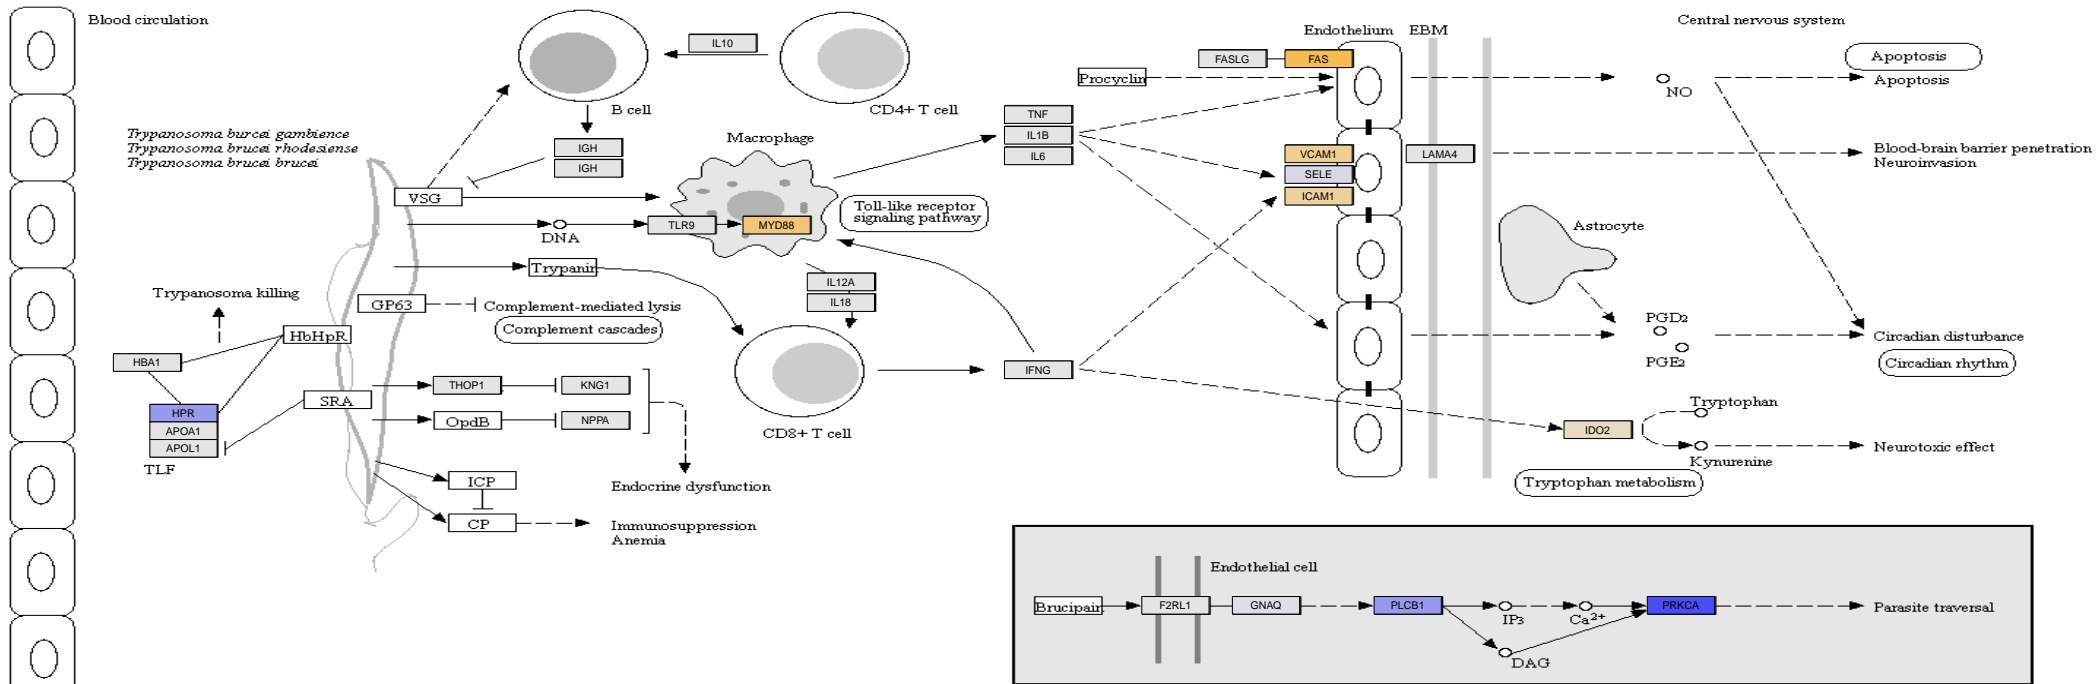 Blood circulation
IL10
B cell
CD4+ T cell
Trypanosoma burcei gambience
Trypanosoma brucei rhodesiense
Trypanosoma brucei brucei
IGH
IGH
Macrophage
VSG
DNA
TLR9
MYD88
Toll-like receptor
signaling pathway
Trypanin
GP63
Complement-mediated lysis
Complement cascades
IL12A
IL18
Trypanosoma killing
HbHpR
HBA1
HPR
APOA1
APOL1
TLF
SRA
THOP1
KNG1
OpdB
NPPA
CD8+ T cell
ICP
CP
Endocrine dysfunction
Immunosuppression
Anemia
Endothelium
EBM
Central nervous system
FASLG
FAS
Procyclin
NO
Apoptosis
Apoptosis
TNF
IL1B
IL6
VCAM1
SELE
ICAM1
LAMA4
Blood-brain barrier penetration
Neuroinvasion
Astrocyte
IFNG
PGD2
PGE2
Circadian disturbance
Circadian rhythm
IDO2
Tryptophan
Kynurenine
Neurotoxic effect
Tryptophan metabolism
Endothelial cell
Brucipain
F2RL1
GNAQ
PLCB1
IP3
Ca2+
PRKCA
DAG
Parasite traversal